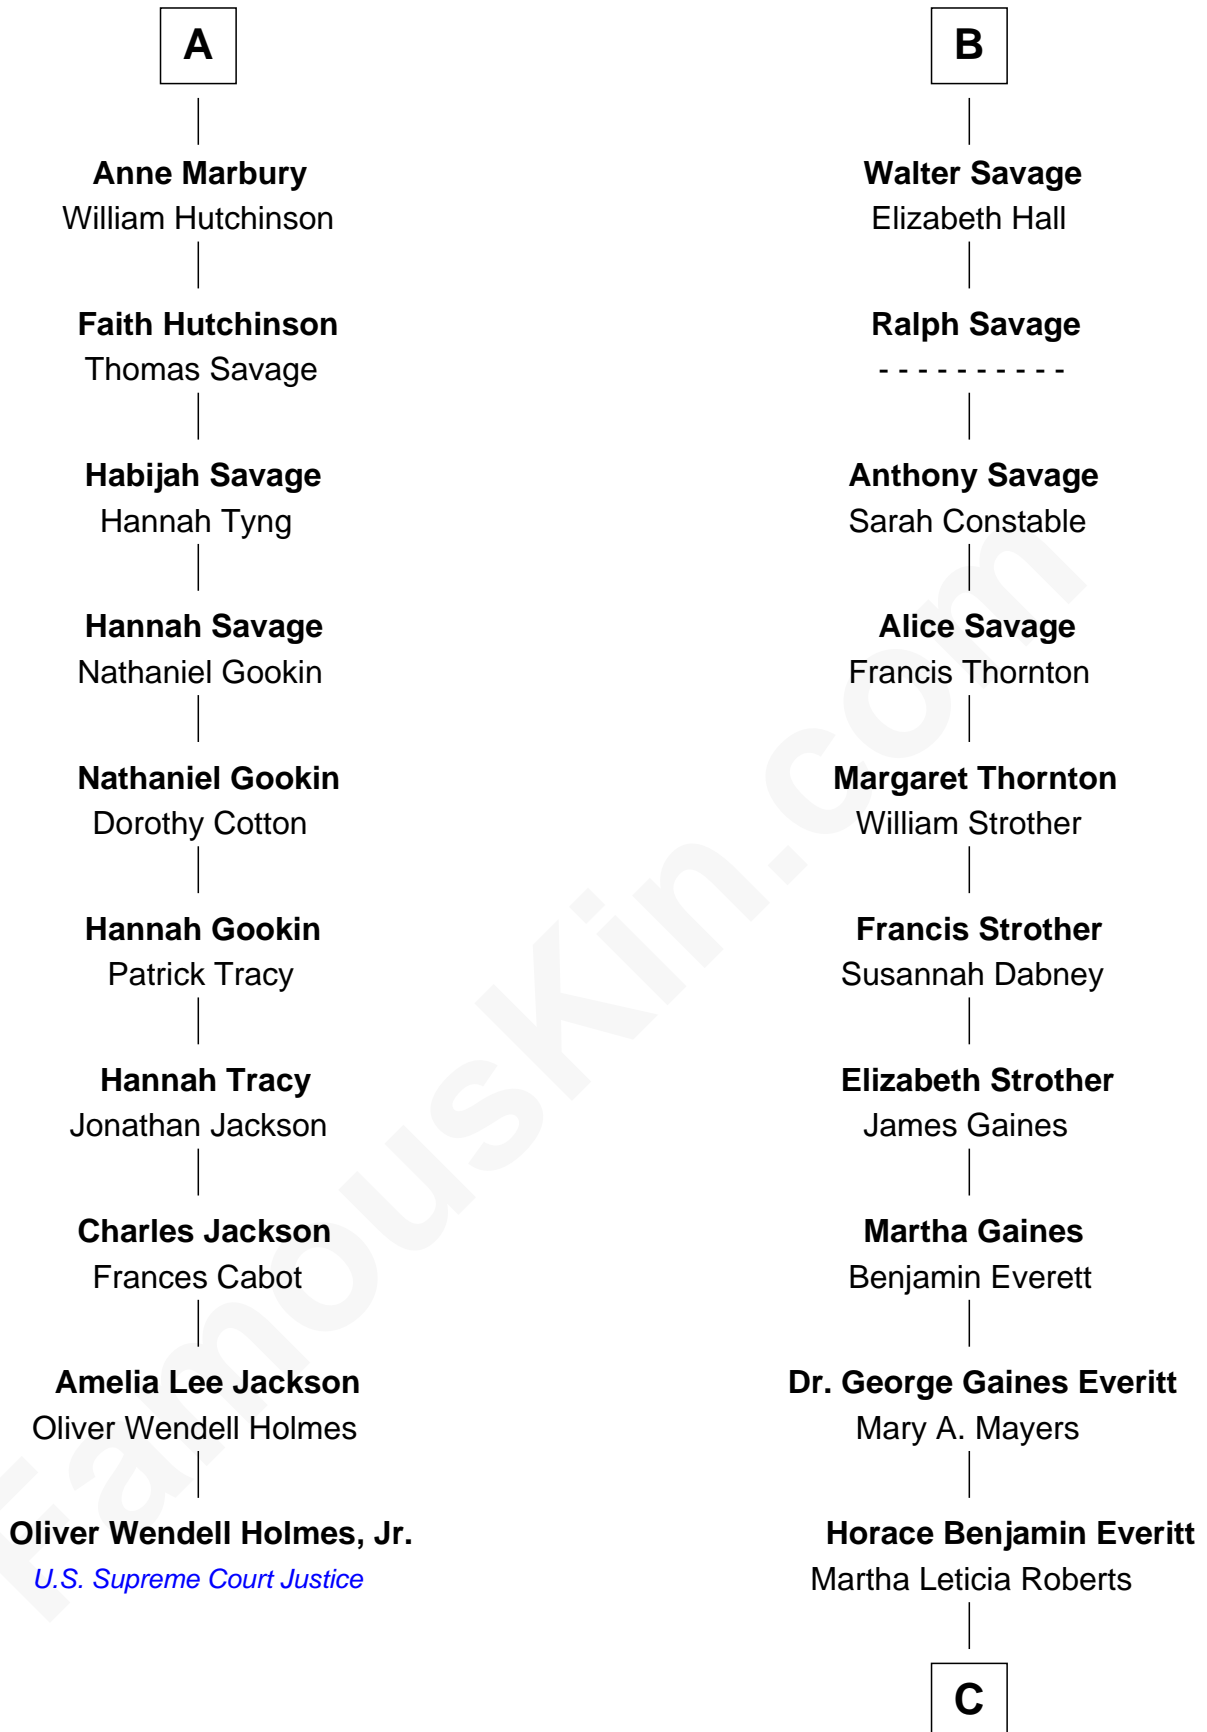 A
Anne Marbury
William Hutchinson
Faith Hutchinson
Thomas Savage
Habijah Savage
Hannah Tyng
Hannah Savage
Nathaniel Gookin
Nathaniel Gookin
Dorothy Cotton
Hannah Gookin
Patrick Tracy
Hannah Tracy
Jonathan Jackson
Charles Jackson
Frances Cabot
Amelia Lee Jackson
Oliver Wendell Holmes
Oliver Wendell Holmes, Jr.
U.S. Supreme Court Justice
B
Walter Savage
Elizabeth Hall
Ralph Savage
- - - - - - - - - -
Anthony Savage
Sarah Constable
Alice Savage
Francis Thornton
Margaret Thornton
William Strother
Francis Strother
Susannah Dabney
Elizabeth Strother
James Gaines
Martha Gaines
Benjamin Everett
Dr. George Gaines Everitt
Mary A. Mayers
Horace Benjamin Everitt
Martha Leticia Roberts
C
FamousKin.com